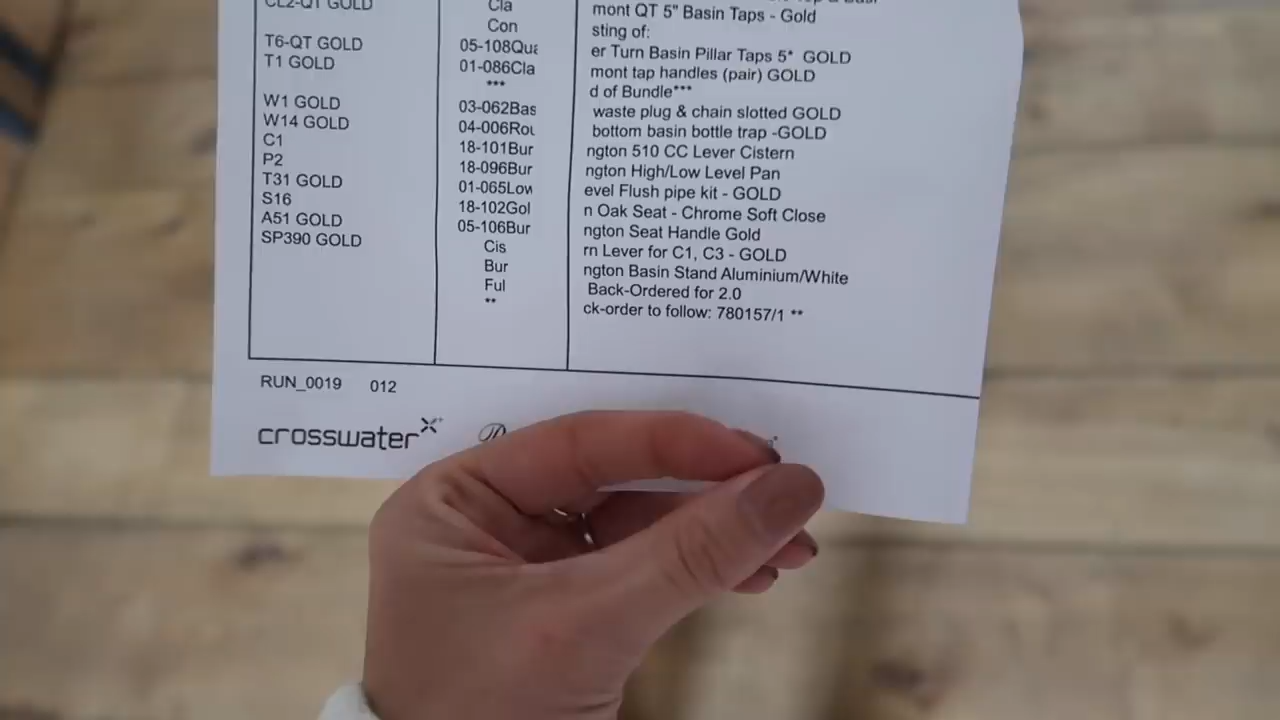 CL2-QT GOLD Cla
mont QT 5" Basin Taps - Gold
Con sting of:
T6-QT GOLD 05-108Qua er Turn Basin Pillar Taps 5" GOLD
T1 GOLD 01-086Cla mont tap handles (pair) GOLD
*** d of Bundle***
W1 GOLD 03-062Bas waste plug & chain slotted GOLD
W14 GOLD 04-006Rou bottom basin bottle trap -GOLD
C1 18-101Bur ngton 510 CC Lever Cistern
P2 18-096Bur ngton High/Low Level Pan
T31 GOLD 01-065Low evel Flush pipe kit - GOLD
S16 18-102Gol n Oak Seat - Chrome Soft Close
A51 GOLD 05-106Bur ngton Seat Handle Gold
SP390 GOLD Cis rn Lever for C1, C3 - GOLD
Bur ngton Basin Stand Aluminium/White
Ful Back-Ordered for 2.0
** ck-order to follow: 780157/1 **
RUN_0019 012
crosswater